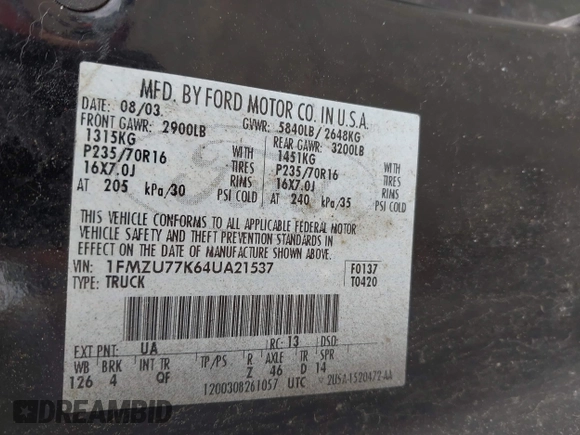 MFD. BY FORD MOTOR CO. IN U.S.A.
DATE: 08/03 GVWR: 5840LB/2648KG
FRONT GAWR: 2900LB REAR GAWR: 3200LB
1315KG WITH 1451KG WITH
P235/70R16 TIRES P235/70R16 TIRES
16X7.0J RIMS 16X7.0J RIMS
AT 205 kPa/30 PSI COLD AT 240 kPa/35 PSI COLD
THIS VEHICLE CONFORMS TO ALL APPLICABLE FEDERAL MOTOR
VEHICLE SAFETY AND THEFT PREVENTION STANDARDS IN
EFFECT ON THE DATE OF MANUFACTURE SHOWN ABOVE.
VIN: 1FMZU77K64UA21537 F0137
TYPE: TRUCK T0420
EXT PNT: UA RC: 13 DSO:
WB BRK INT TR TP/PS R AXLE TR SPR
126 4 QF Z 46 D 14
1200308261057 UTC 2USA-1520472-AA
DREAMBID